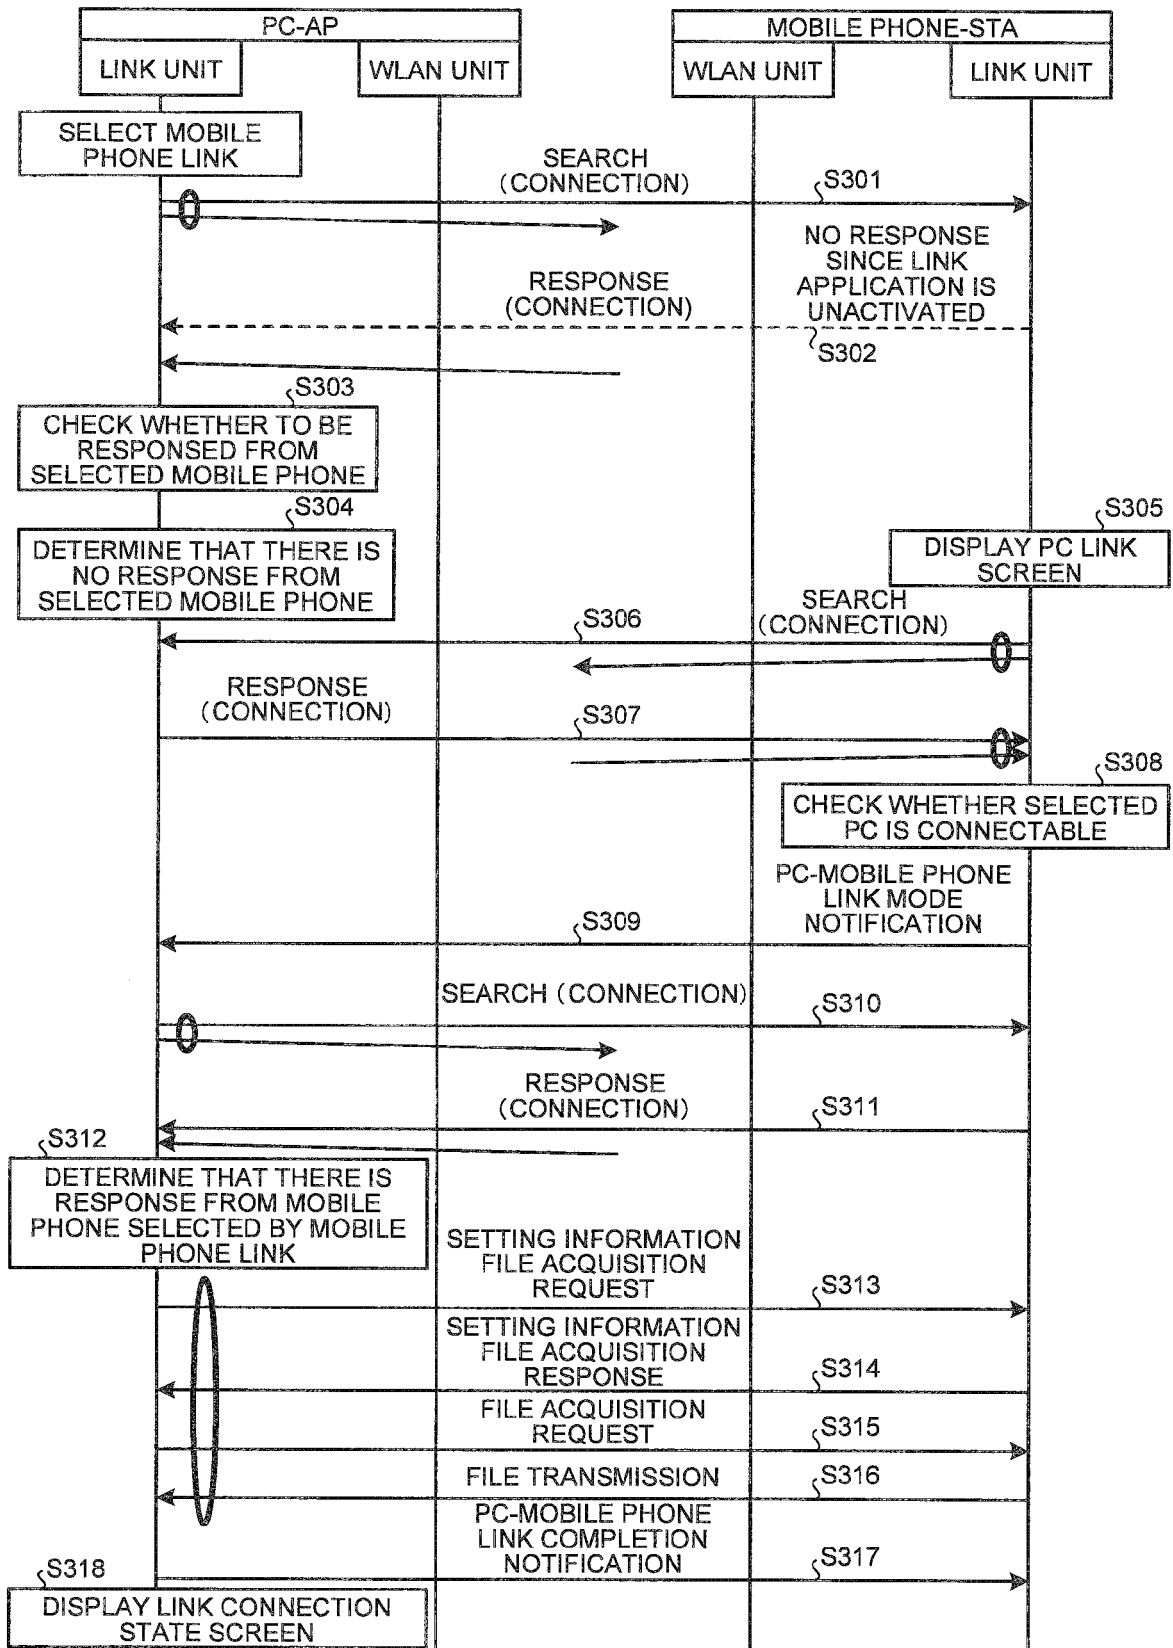 PC-AP
MOBILE PHONE-STA
LINK UNIT
WLAN UNIT
WLAN UNIT
LINK UNIT
SELECT MOBILE
PHONE LINK
SEARCH
(CONNECTION)
S301
NO RESPONSE
SINCE LINK
APPLICATION IS
UNACTIVATED
RESPONSE
(CONNECTION)
S302
S303
CHECK WHETHER TO BE
RESPONSED FROM
SELECTED MOBILE PHONE
S304
DETERMINE THAT THERE IS
NO RESPONSE FROM
SELECTED MOBILE PHONE
S305
DISPLAY PC LINK
SCREEN
SEARCH
(CONNECTION)
S306
RESPONSE
(CONNECTION)
S307
S308
CHECK WHETHER SELECTED
PC IS CONNECTABLE
PC-MOBILE PHONE
LINK MODE
NOTIFICATION
S309
SEARCH (CONNECTION)
S310
RESPONSE
(CONNECTION)
S311
S312
DETERMINE THAT THERE IS
RESPONSE FROM MOBILE
PHONE SELECTED BY MOBILE
PHONE LINK
SETTING INFORMATION
FILE ACQUISITION
REQUEST
S313
SETTING INFORMATION
FILE ACQUISITION
RESPONSE
S314
FILE ACQUISITION
REQUEST
S315
FILE TRANSMISSION
S316
PC-MOBILE PHONE
LINK COMPLETION
NOTIFICATION
S317
S318
DISPLAY LINK CONNECTION
STATE SCREEN